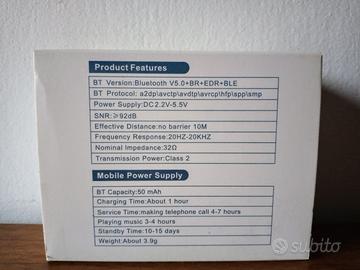 Product Features
BT Version:Bluetooth V5.0+BR+EDR+BLE
BT Protocol: a2dp\avctp\avdtp\avrcp\hfp\spp\smp
Power Supply:DC2.2V-5.5V
SNR:≥92dB
Effective Distance:no barrier 10M
Frequency Response:20HZ-20KHZ
Nominal Impedance:32Ω
Transmission Power:Class 2
Mobile Power Supply
BT Capacity:50 mAh
Charging Time:About 1 hour
Service Time:making telephone call 4-7 hours
Playing music 3-4 hours
Standby Time:10-15 days
Weight:About 3.9g
subito